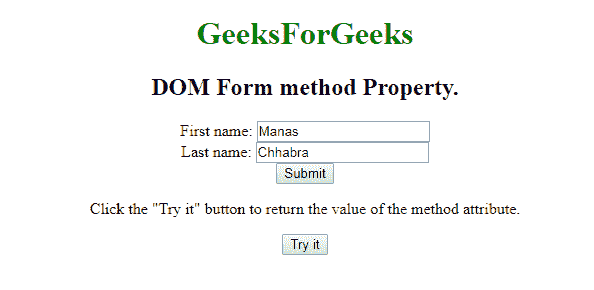 GeeksForGeeks
DOM Form method Property.
First name: Manas
Last name: Chhabra
Submit
Click the "Try it" button to return the value of the method attribute.
Try it